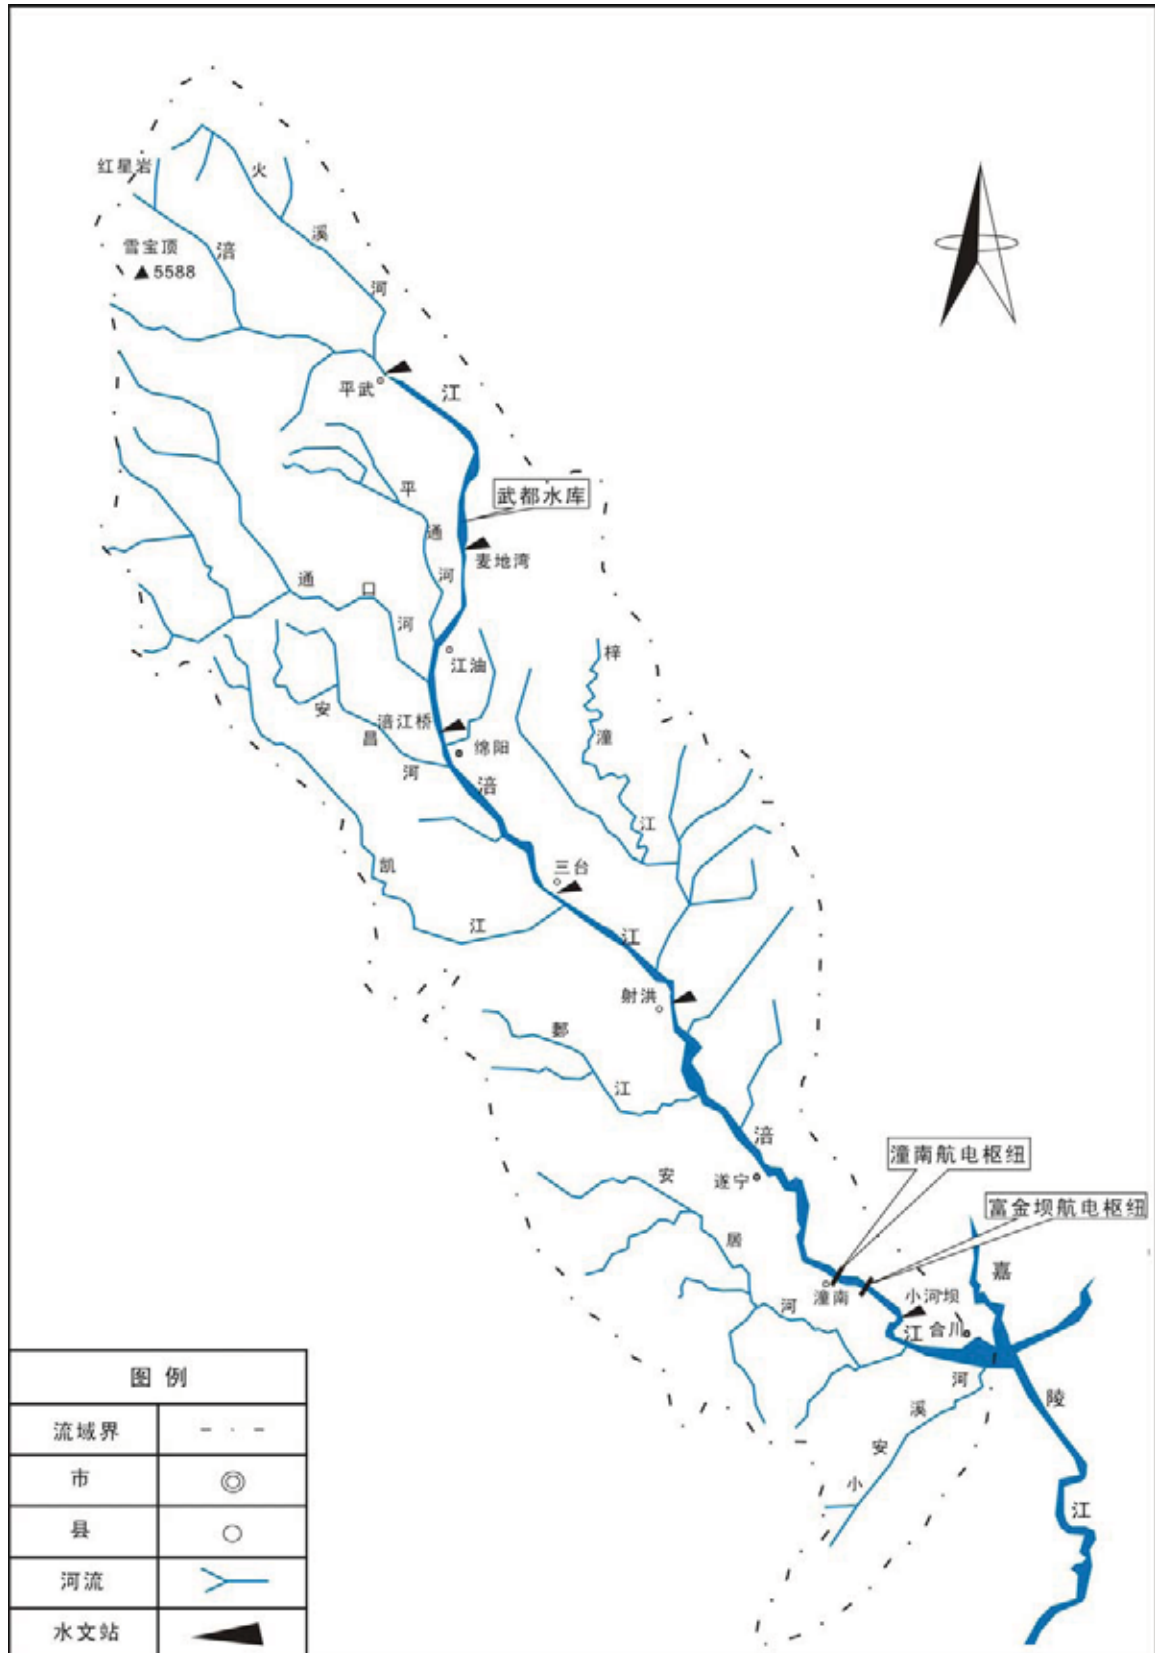 红星岩
火
溪
河
雪宝顶
▲5588
涪
江
平武
武都水库
平
通
河
麦地湾
通
口
河
江油
梓
潼
江
安
昌
河
涪江桥
绵阳
涪
凯
江
三台
江
射洪
郪
江
涪
遂宁
潼南航电枢纽
富金坝航电枢纽
安
居
河
潼南
小河坝
江
合川
嘉
陵
江
河
溪
安
小
图 例
流域界
市
县
河流
水文站